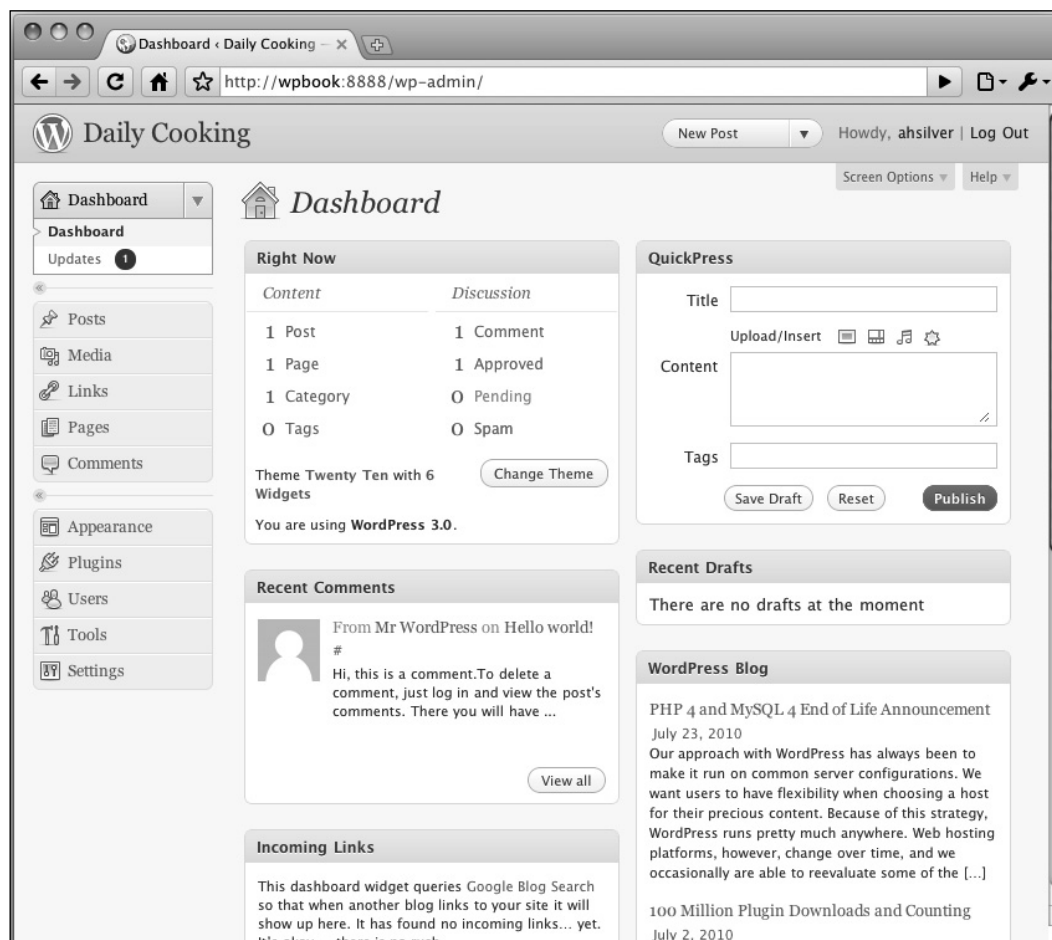 Dashboard ‹ Daily Cooking –
http://wpbook:8888/wp-admin/
Daily Cooking
New Post
Howdy, ahsilver | Log Out
Screen Options
Help
Dashboard
Dashboard
Updates 1
Posts
Media
Links
Pages
Comments
Appearance
Plugins
Users
Tools
Settings
Dashboard
Right Now
Content
Discussion
1 Post
1 Comment
1 Page
1 Approved
1 Category
0 Pending
0 Tags
0 Spam
Theme Twenty Ten with 6
Widgets
Change Theme
You are using WordPress 3.0.
Recent Comments
From Mr WordPress on Hello world!
#
Hi, this is a comment.To delete a
comment, just log in and view the post's
comments. There you will have ...
View all
Incoming Links
This dashboard widget queries Google Blog Search
so that when another blog links to your site it will
show up here. It has found no incoming links... yet.
QuickPress
Title
Upload/Insert
Content
Tags
Save Draft
Reset
Publish
Recent Drafts
There are no drafts at the moment
WordPress Blog
PHP 4 and MySQL 4 End of Life Announcement
July 23, 2010
Our approach with WordPress has always been to
make it run on common server configurations. We
want users to have flexibility when choosing a host
for their precious content. Because of this strategy,
WordPress runs pretty much anywhere. Web hosting
platforms, however, change over time, and we
occasionally are able to reevaluate some of the [...]
100 Million Plugin Downloads and Counting
July 2, 2010